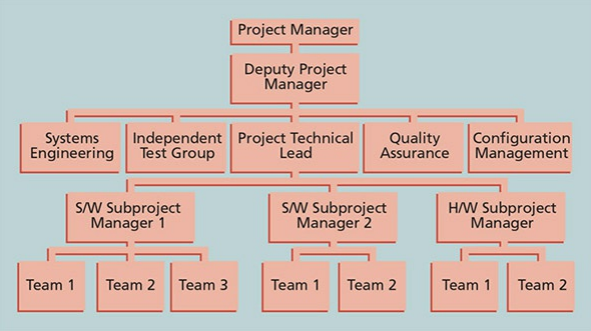 Project Manager
Deputy Project
Manager
Systems
Engineering
Independent
Test Group
Project Technical
Lead
Quality
Assurance
Configuration
Management
S/W Subproject
Manager 1
S/W Subproject
Manager 2
H/W Subproject
Manager
Team 1
Team 2
Team 3
Team 1
Team 2
Team 1
Team 2